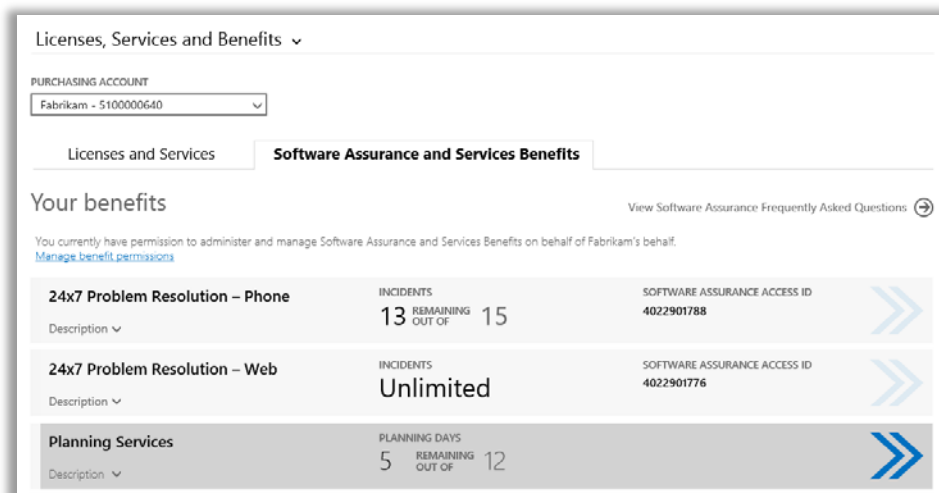 Licenses, Services and Benefits
PURCHASING ACCOUNT
Fabrikam - 5100000640
Licenses and Services
Software Assurance and Services Benefits
Your benefits
View Software Assurance Frequently Asked Questions
You currently have permission to administer and manage Software Assurance and Services Benefits on behalf of Fabrikam's behalf.
Manage benefit permissions
24x7 Problem Resolution – Phone
Description
INCIDENTS
13 REMAINING OUT OF 15
SOFTWARE ASSURANCE ACCESS ID
4022901788
24x7 Problem Resolution – Web
Description
INCIDENTS
Unlimited
SOFTWARE ASSURANCE ACCESS ID
4022901776
Planning Services
Description
PLANNING DAYS
5 REMAINING OUT OF 12